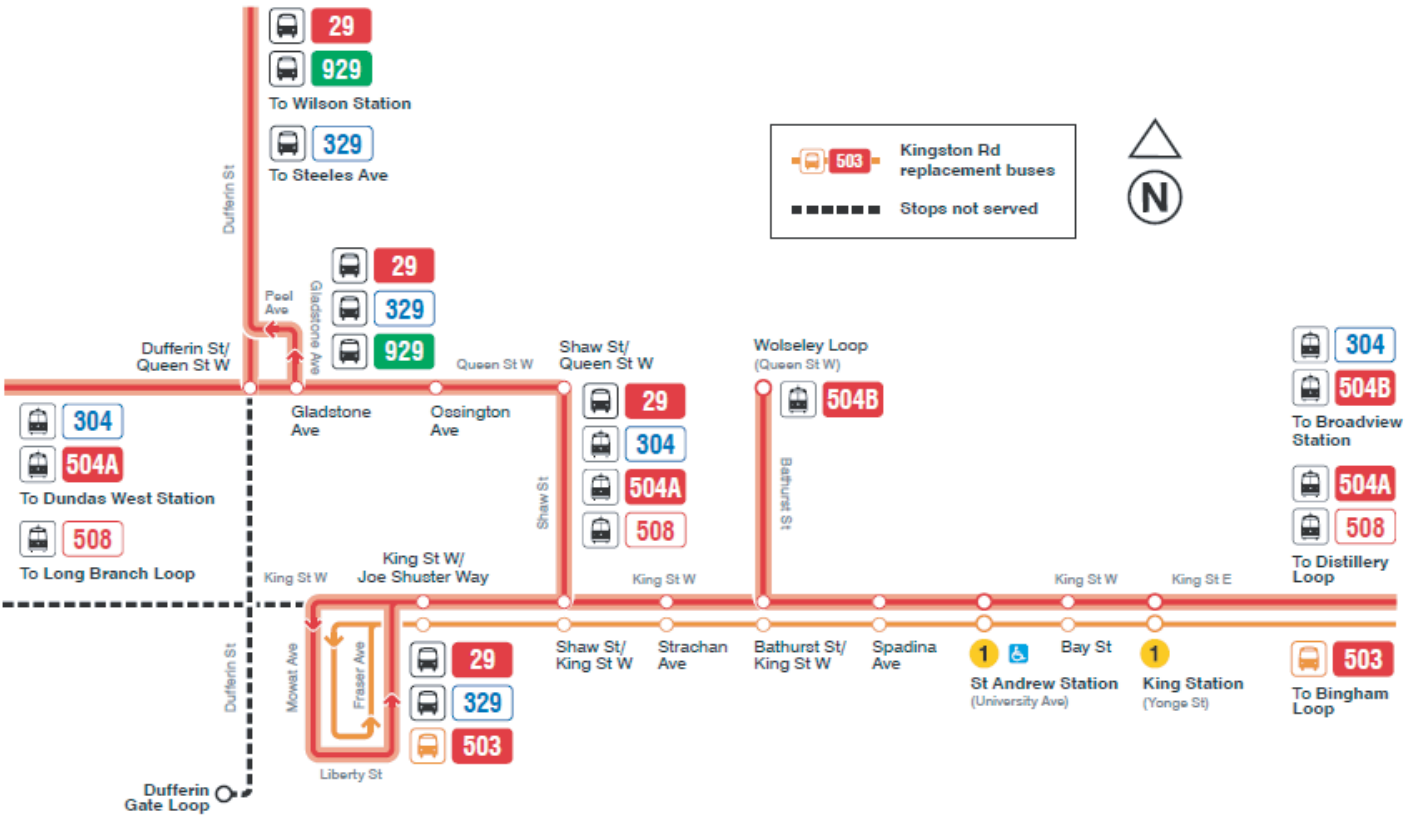 29
929
To Wilson Station
329
To Steeles Ave
Dufferin St
503
Kingston Rd
replacement buses
Stops not served
N
29
329
929
Peel
Ave
Gladstone Ave
Dufferin St/
Queen St W
Gladstone
Ave
Ossington
Ave
Queen St W
Shaw St/
Queen St W
29
304
504A
508
Shaw St
Wolseley Loop
(Queen St W)
504B
Bathurst St
304
504B
To Broadview
Station
504A
508
To Distillery
Loop
304
504A
To Dundas West Station
508
To Long Branch Loop
King St W
King St W/
Joe Shuster Way
King St W
King St W
King St E
Dufferin St
Mowat Ave
Fraser Ave
29
329
503
Liberty St
Shaw St/
King St W
Strachan
Ave
Bathurst St/
King St W
Spadina
Ave
1
St Andrew Station
(University Ave)
Bay St
1
King Station
(Yonge St)
503
To Bingham
Loop
Dufferin
Gate Loop